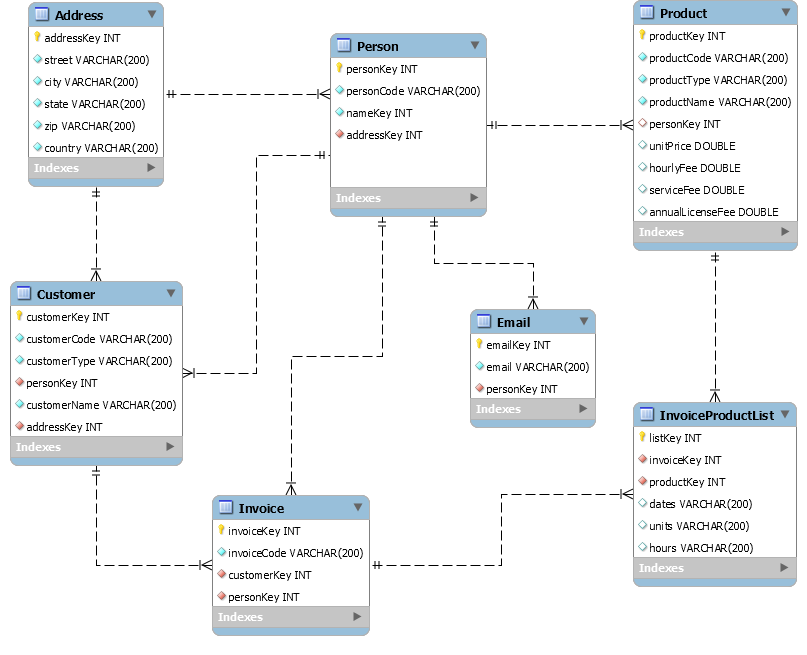 Address
addressKey INT
street VARCHAR(200)
city VARCHAR(200)
state VARCHAR(200)
zip VARCHAR(200)
country VARCHAR(200)
Indexes
Person
personKey INT
personCode VARCHAR(200)
nameKey INT
addressKey INT
Indexes
Product
productKey INT
productCode VARCHAR(200)
productType VARCHAR(200)
productName VARCHAR(200)
personKey INT
unitPrice DOUBLE
hourlyFee DOUBLE
serviceFee DOUBLE
annualLicenseFee DOUBLE
Indexes
Customer
customerKey INT
customerCode VARCHAR(200)
customerType VARCHAR(200)
personKey INT
customerName VARCHAR(200)
addressKey INT
Indexes
Email
emailKey INT
email VARCHAR(200)
personKey INT
Indexes
Invoice
invoiceKey INT
invoiceCode VARCHAR(200)
customerKey INT
personKey INT
Indexes
InvoiceProductList
listKey INT
invoiceKey INT
productKey INT
dates VARCHAR(200)
units VARCHAR(200)
hours VARCHAR(200)
Indexes